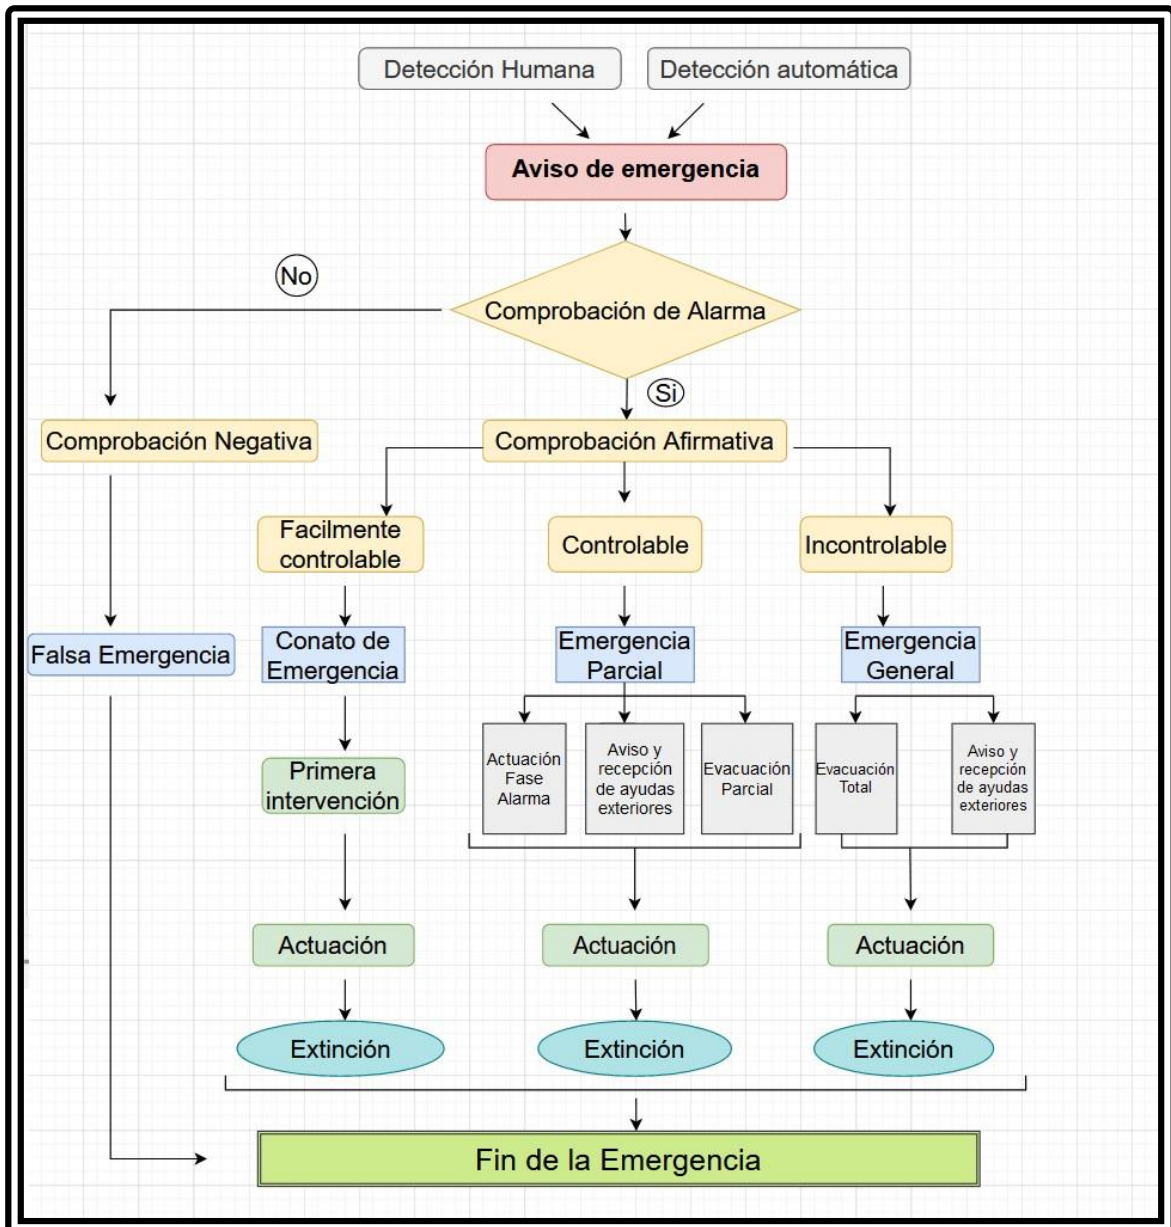 Detección Humana
Detección automática
Aviso de emergencia
No
Comprobación de Alarma
Si
Comprobación Negativa
Comprobación Afirmativa
Facilmente
controlable
Controlable
Incontrolable
Falsa Emergencia
Conato de
Emergencia
Emergencia
Parcial
Emergencia
General
Primera
intervención
Actuación
Fase
Alarma
Aviso y
recepción
de ayudas
exteriores
Evacuación
Parcial
Evacuación
Total
Aviso y
recepción
de ayudas
exteriores
Actuación
Actuación
Actuación
Extinción
Extinción
Extinción
Fin de la Emergencia